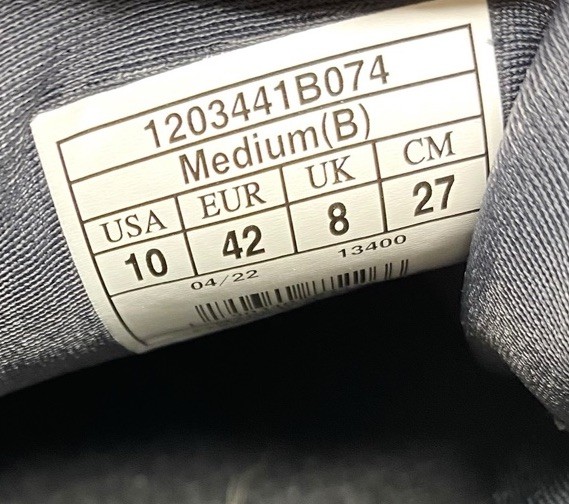 1203441B074
Medium(B)
USA EUR UK CM
10 42 8 27
04/22 13400